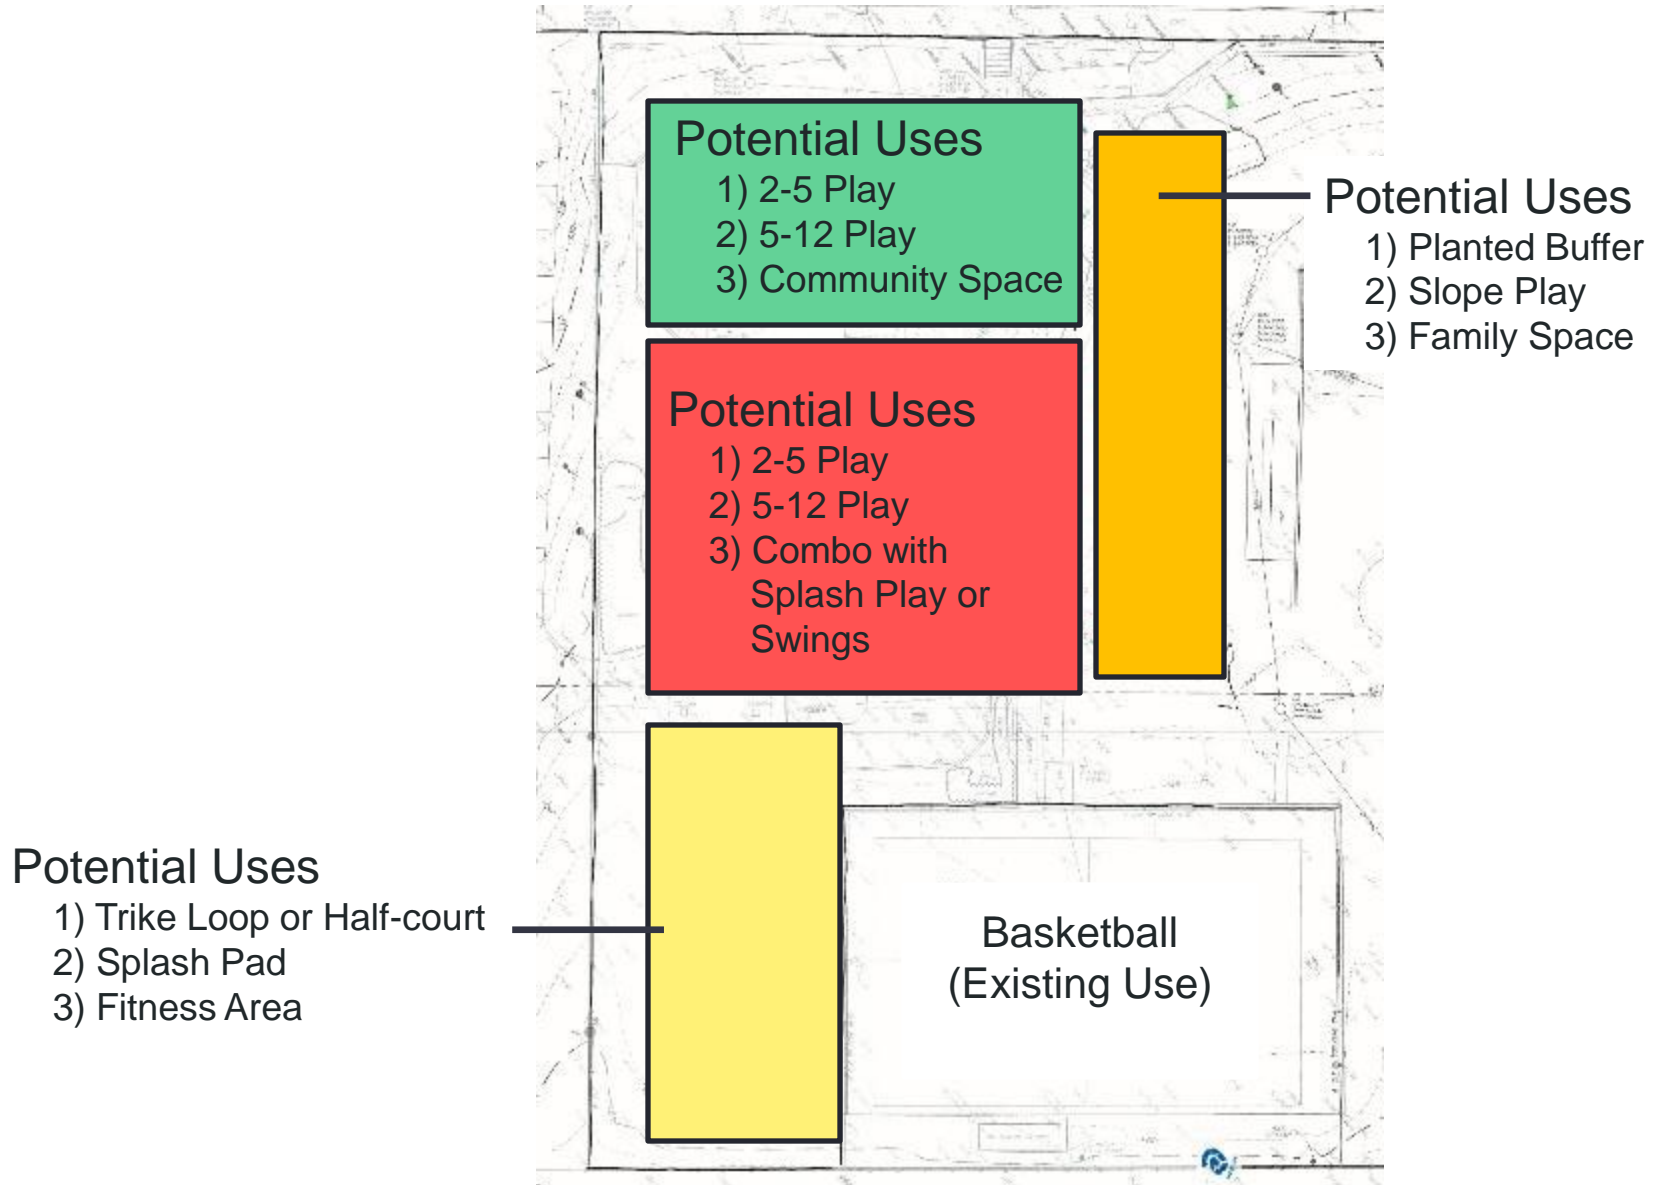 Potential Uses
1) 2-5 Play
2) 5-12 Play
3) Community Space
Potential Uses
1) Planted Buffer
2) Slope Play
3) Family Space
Potential Uses
1) 2-5 Play
2) 5-12 Play
3) Combo with
Splash Play or
Swings
Potential Uses
1) Trike Loop or Half-court
2) Splash Pad
3) Fitness Area
Basketball
(Existing Use)